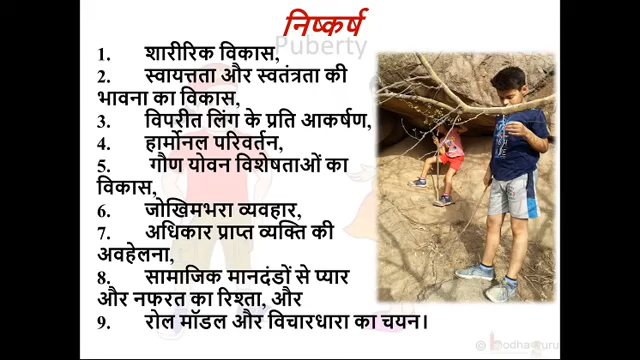 निष्कर्ष
Puberty
1. शारीरिक विकास,
2. स्वायत्तता और स्वतंत्रता की
भावना का विकास,
3. विपरीत लिंग के प्रति आकर्षण,
4. हार्मोनल परिवर्तन,
5. गौण योवन विशेषताओं का
विकास,
6. जोखिमभरा व्यवहार,
7. अधिकार प्राप्त व्यक्ति की
अवहेलना,
8. सामाजिक मानदंडों से प्यार
और नफरत का रिश्ता, और
9. रोल मॉडल और विचारधारा का चयन।
© bodhaguru